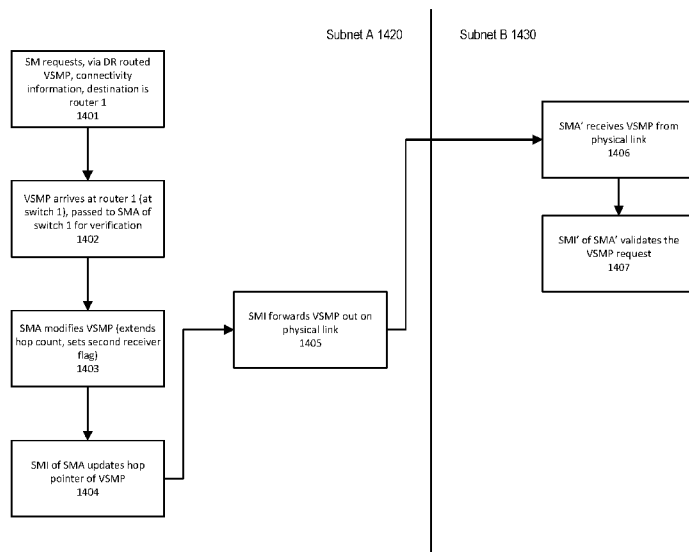 Subnet A 1420
Subnet B 1430
SM requests, via DR routed
VSMP, connectivity
information, destination is
router 1
1401
VSMP arrives at router 1 (at
switch 1), passed to SMA of
switch 1 for verification
1402
SMA modifies VSMP (extends
hop count, sets second receiver
flag)
1403
SMI of SMA updates hop
pointer of VSMP
1404
SMI forwards VSMP out on
physical link
1405
SMA' receives VSMP from
physical link
1406
SMI' of SMA' validates the
VSMP request
1407